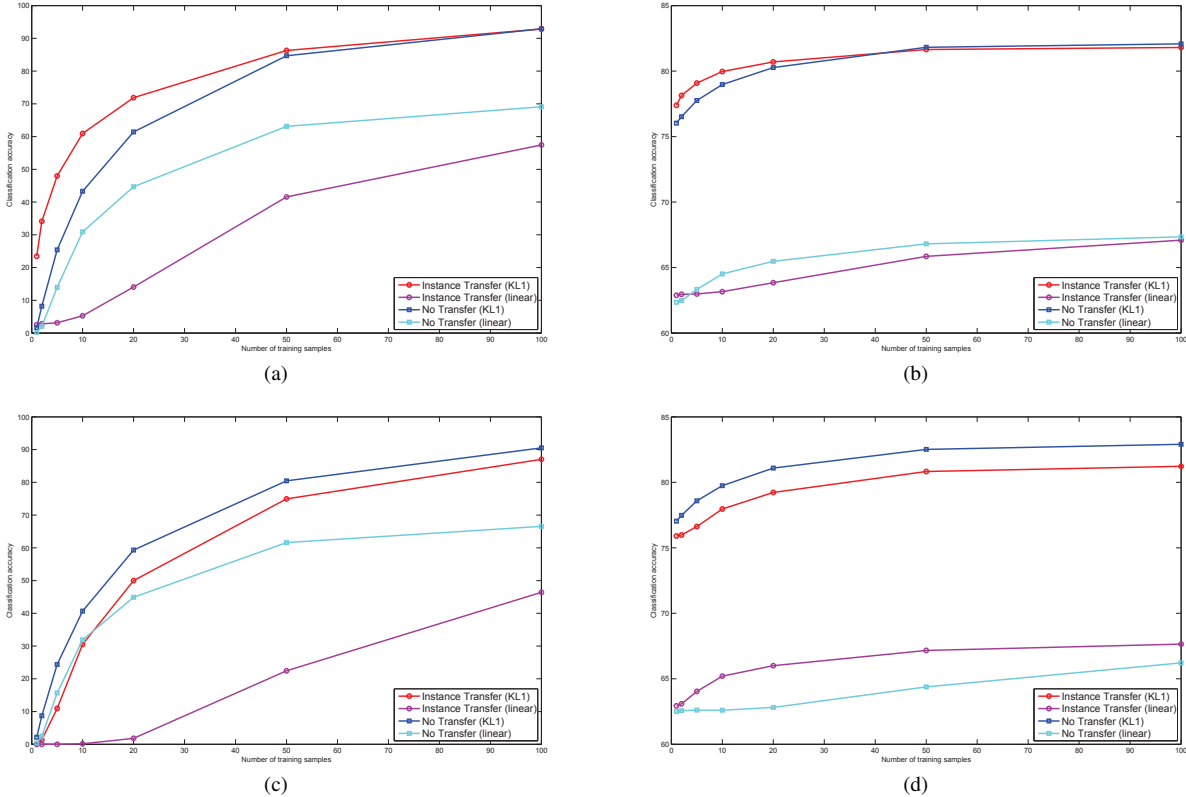 100
90
80
70
60
50
40
30
20
10
0
Classification accuracy
Instance Transfer (KL1)
Instance Transfer (linear)
No Transfer (KL1)
No Transfer (linear)
0 10 20 30 40 50 60 70 80 90 100
Number of training samples
(a)
85
80
75
70
65
60
Classification accuracy
Instance Transfer (KL1)
Instance Transfer (linear)
No Transfer (KL1)
No Transfer (linear)
0 10 20 30 40 50 60 70 80 90 100
Number of training samples
(b)
100
90
80
70
60
50
40
30
20
10
0
Classification accuracy
Instance Transfer (KL1)
Instance Transfer (linear)
No Transfer (KL1)
No Transfer (linear)
0 10 20 30 40 50 60 70 80 90 100
Number of training samples
(c)
85
80
75
70
65
60
Classification accuracy
Instance Transfer (KL1)
Instance Transfer (linear)
No Transfer (KL1)
No Transfer (linear)
0 10 20 30 40 50 60 70 80 90 100
Number of training samples
(d)